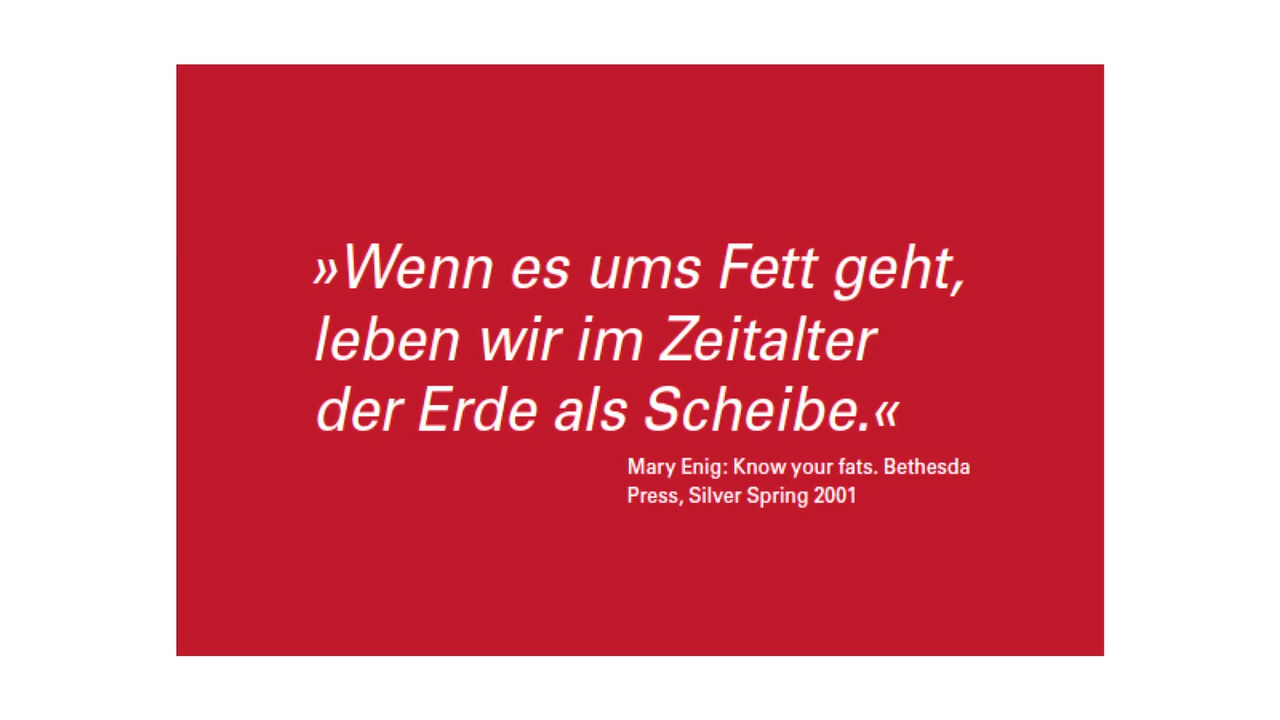 »Wenn es ums Fett geht,
leben wir im Zeitalter
der Erde als Scheibe.«
Mary Enig: Know your fats. Bethesda
Press, Silver Spring 2001